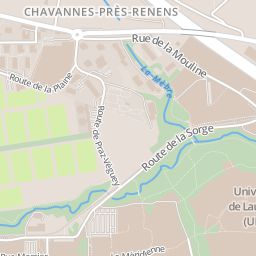 CHAVANNES-PRÈS-RENENS
Rue de la Mouline
La Mèbre
Route de la Plaine
Route de Praz-Véguey
Route de la Sorge
Univ
de Lau
(U
La Méridienne